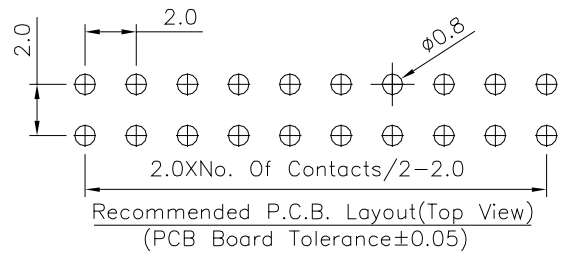 2.0
2.0
ø0.8
2.0XNo. Of Contacts/2-2.0
Recommended P.C.B. Layout(Top View)
(PCB Board Tolerance±0.05)